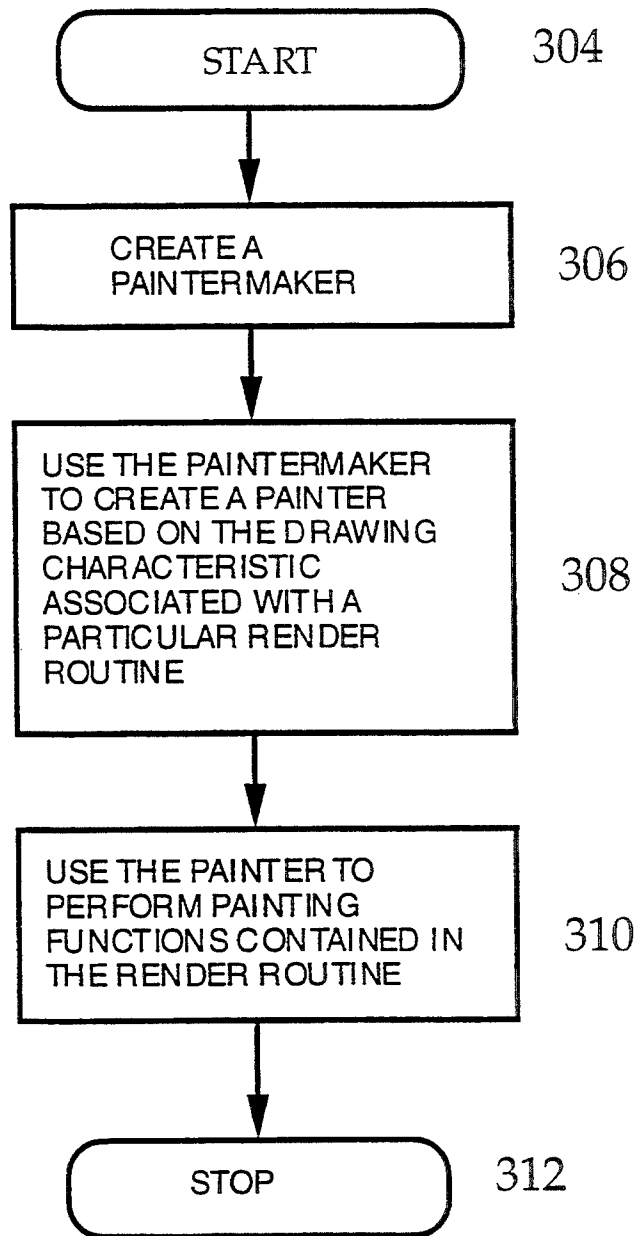 START
304
CREATE A
PAINTERMAKER
306
USE THE PAINTERMAKER
TO CREATE A PAINTER
BASED ON THE DRAWING
CHARACTERISTIC
ASSOCIATED WITH A
PARTICULAR RENDER
ROUTINE
308
USE THE PAINTER TO
PERFORM PAINTING
FUNCTIONS CONTAINED IN
THE RENDER ROUTINE
310
STOP
312